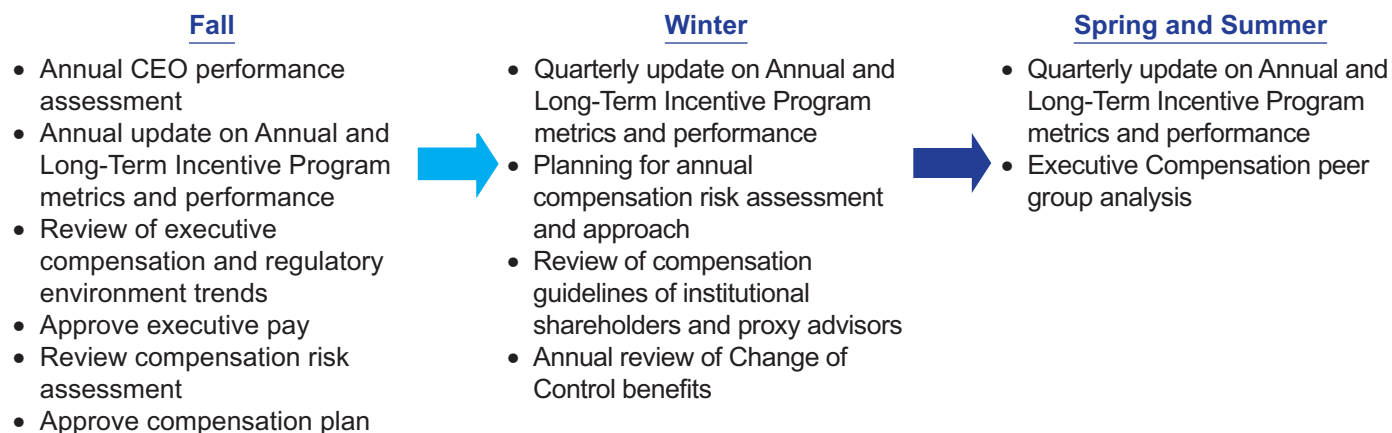 Fall
• Annual CEO performance
assessment
• Annual update on Annual and
Long-Term Incentive Program
metrics and performance
• Review of executive
compensation and regulatory
environment trends
• Approve executive pay
• Review compensation risk
assessment
• Approve compensation plan
Winter
• Quarterly update on Annual and
Long-Term Incentive Program
metrics and performance
• Planning for annual
compensation risk assessment
and approach
• Review of compensation
guidelines of institutional
shareholders and proxy advisors
• Annual review of Change of
Control benefits
Spring and Summer
• Quarterly update on Annual and
Long-Term Incentive Program
metrics and performance
• Executive Compensation peer
group analysis